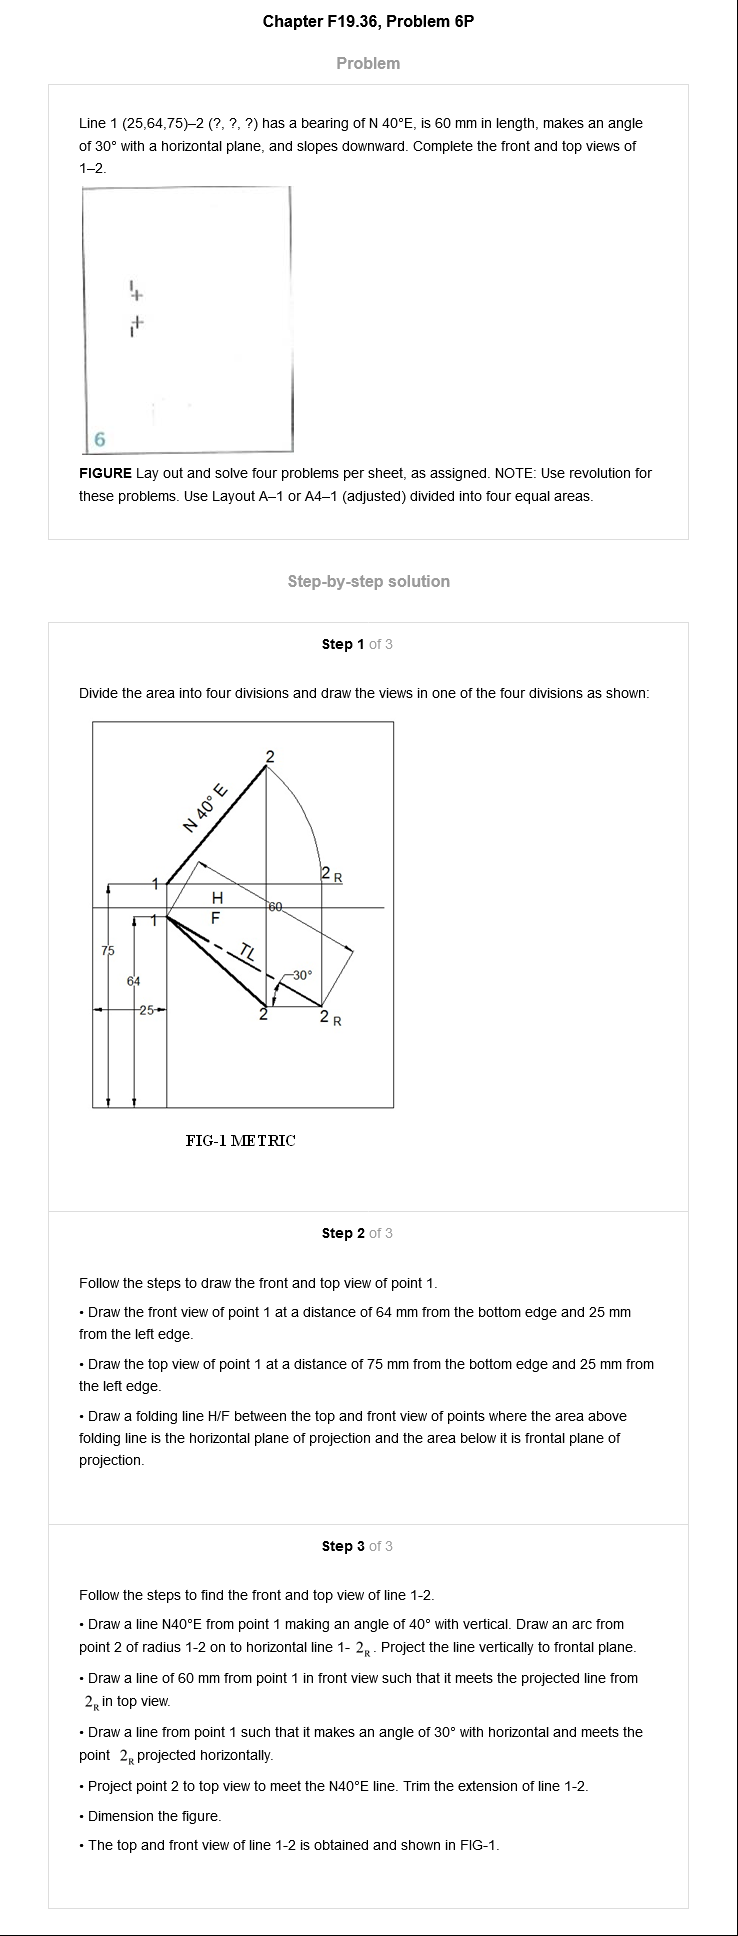 Chapter F19.36, Problem 6P
Problem
Line 1 (25,64,75)–2 (?, ?, ?) has a bearing of N 40°E, is 60 mm in length, makes an angle
of 30° with a horizontal plane, and slopes downward. Complete the front and top views of
1–2.
1
1
6
FIGURE Lay out and solve four problems per sheet, as assigned. NOTE: Use revolution for
these problems. Use Layout A–1 or A4–1 (adjusted) divided into four equal areas.
Step-by-step solution
Step 1 of 3
Divide the area into four divisions and draw the views in one of the four divisions as shown:
2
N 40° E
2 R
1
H
60
F
1
75
TL
30°
64
25
2
2 R
FIG-1 METRIC
Step 2 of 3
Follow the steps to draw the front and top view of point 1.
• Draw the front view of point 1 at a distance of 64 mm from the bottom edge and 25 mm
from the left edge.
• Draw the top view of point 1 at a distance of 75 mm from the bottom edge and 25 mm from
the left edge.
• Draw a folding line H/F between the top and front view of points where the area above
folding line is the horizontal plane of projection and the area below it is frontal plane of
projection.
Step 3 of 3
Follow the steps to find the front and top view of line 1-2.
• Draw a line N40°E from point 1 making an angle of 40° with vertical. Draw an arc from
point 2 of radius 1-2 on to horizontal line 1- 2R . Project the line vertically to frontal plane.
• Draw a line of 60 mm from point 1 in front view such that it meets the projected line from
2R in top view.
• Draw a line from point 1 such that it makes an angle of 30° with horizontal and meets the
point 2R projected horizontally.
• Project point 2 to top view to meet the N40°E line. Trim the extension of line 1-2.
• Dimension the figure.
• The top and front view of line 1-2 is obtained and shown in FIG-1.